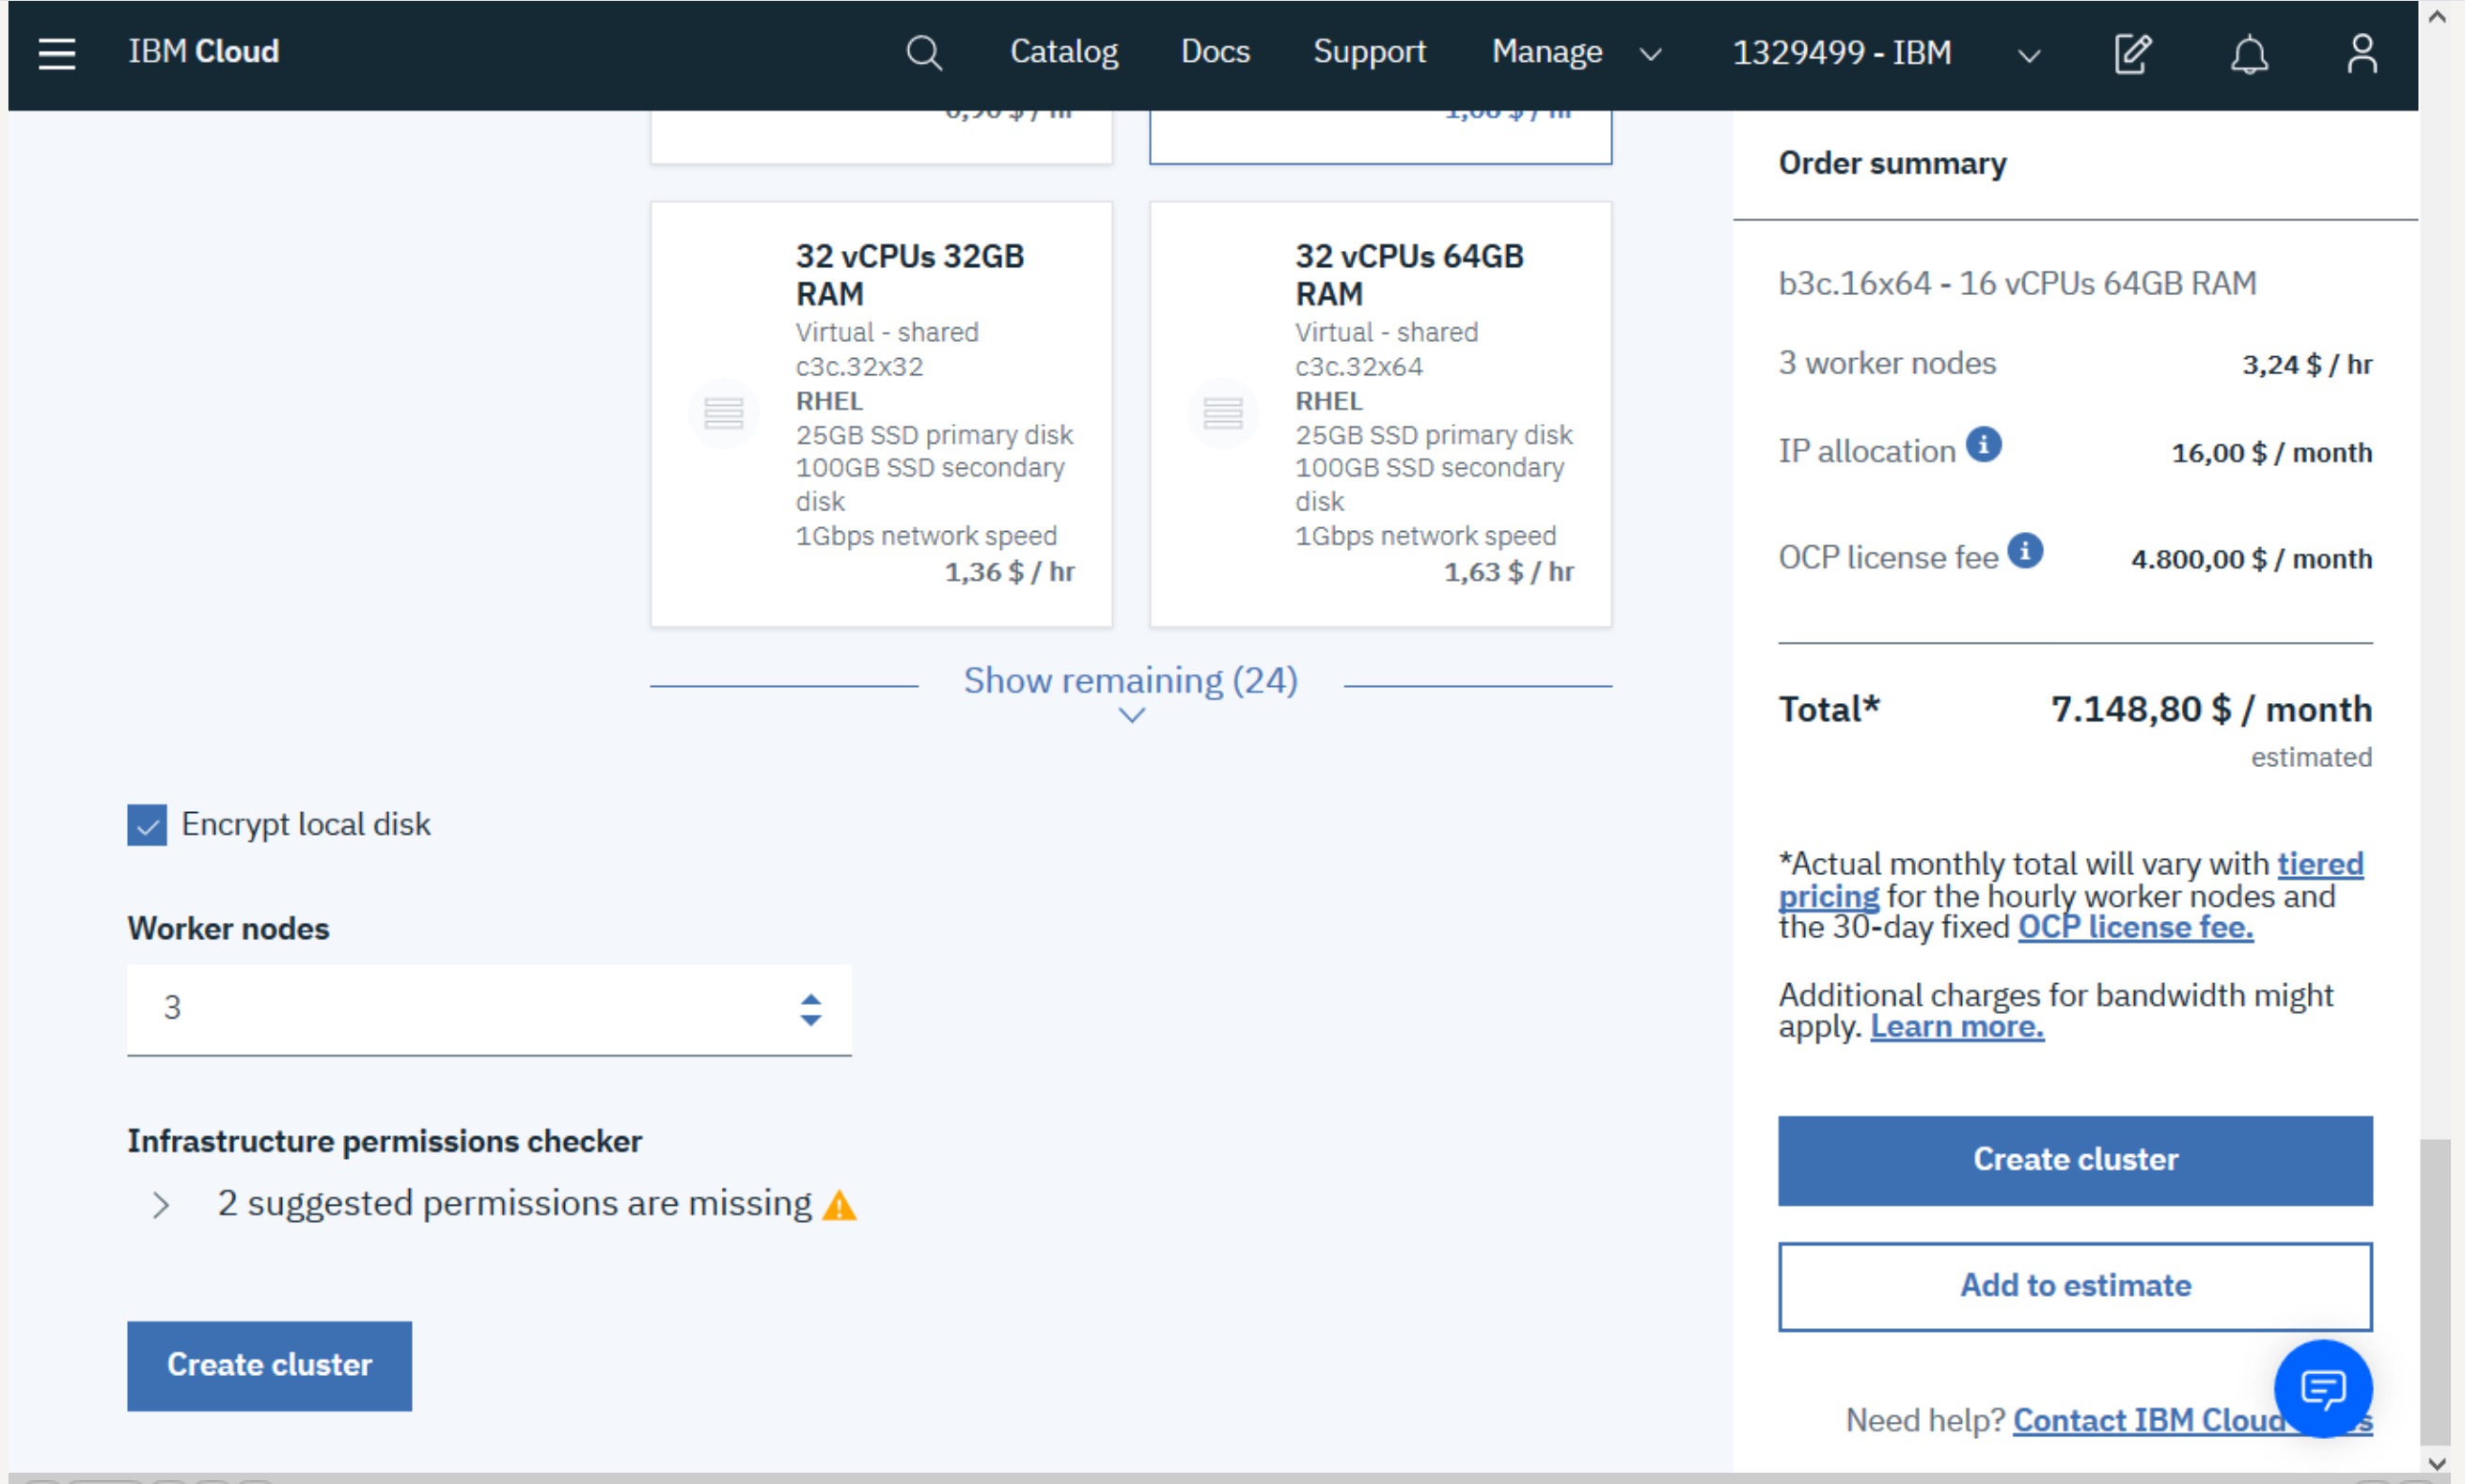 IBM Cloud
Catalog
Docs
Support
Manage
1329499 - IBM
32 vCPUs 32GB
RAM
Virtual - shared
c3c.32x32
RHEL
25GB SSD primary disk
100GB SSD secondary
disk
1Gbps network speed
1,36 $ / hr
32 vCPUs 64GB
RAM
Virtual - shared
c3c.32x64
RHEL
25GB SSD primary disk
100GB SSD secondary
disk
1Gbps network speed
1,63 $ / hr
Show remaining (24)
Encrypt local disk
Worker nodes
3
Infrastructure permissions checker
2 suggested permissions are missing
Create cluster
Order summary
b3c.16x64 - 16 vCPUs 64GB RAM
3 worker nodes 3,24 $ / hr
IP allocation 16,00 $ / month
OCP license fee 4.800,00 $ / month
Total* 7.148,80 $ / month
estimated
*Actual monthly total will vary with tiered
pricing for the hourly worker nodes and
the 30-day fixed OCP license fee.
Additional charges for bandwidth might
apply. Learn more.
Create cluster
Add to estimate
Need help? Contact IBM Cloud